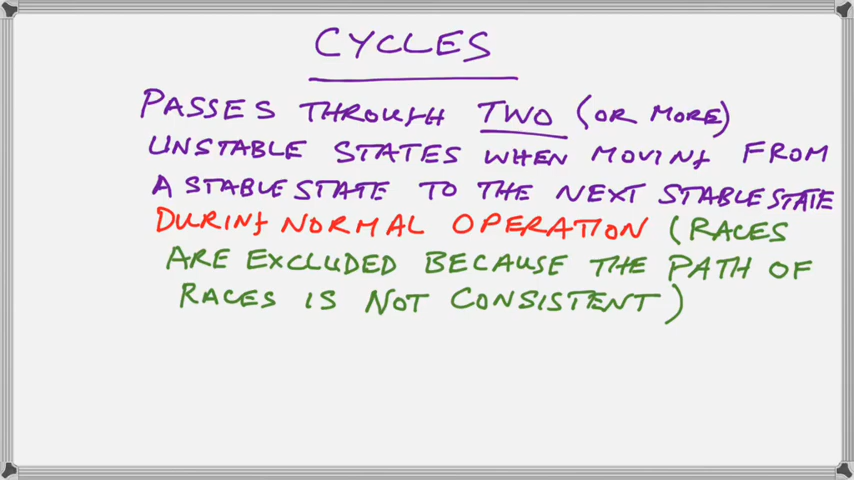 CYCLES
PASSES THROUGH TWO (OR MORE)
UNSTABLE STATES WHEN MOVING FROM
A STABLE STATE TO THE NEXT STABLE STATE
DURING NORMAL OPERATION (RACES
ARE EXCLUDED BECAUSE THE PATH OF
RACES IS NOT CONSISTENT)